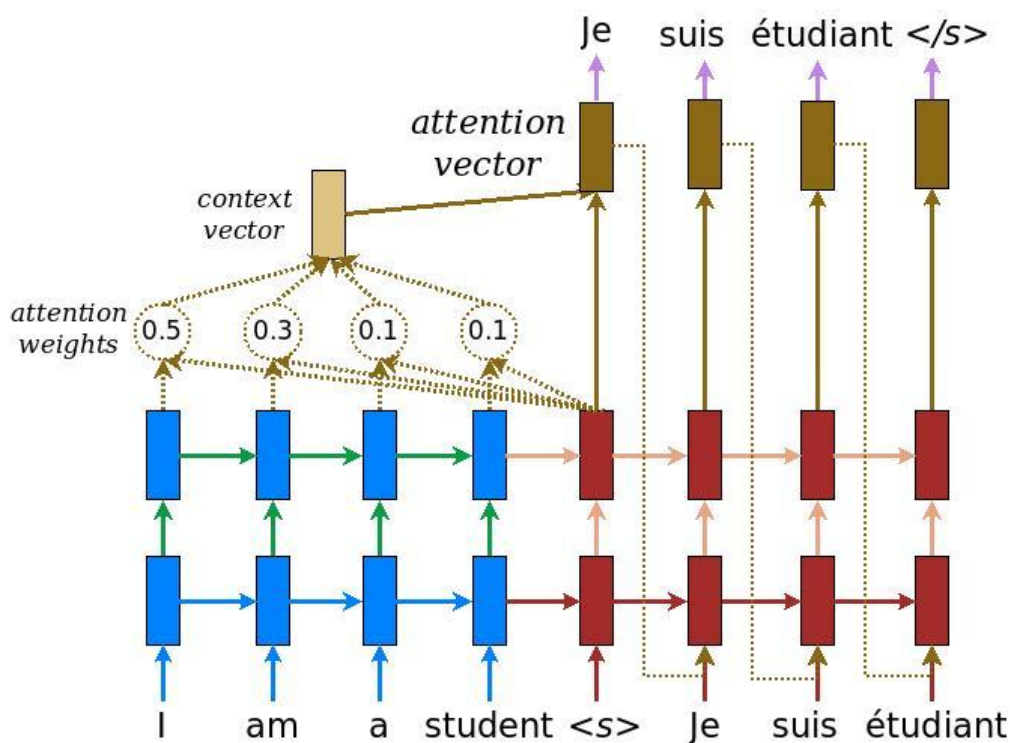 Je suis étudiant </s>
attention
vector
context
vector
attention
weights
0.5 0.3 0.1 0.1
I am a student <s> Je suis étudiant